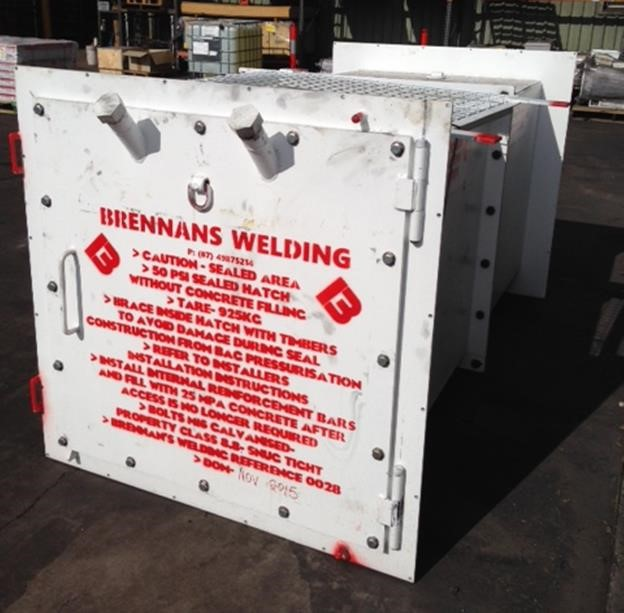 BRENNANS WELDING
P: (07) 49875214
> CAUTION - SEALED AREA
> 50 PSI SEALED HATCH
WITHOUT CONCRETE FILLING
> TARE- 925KG
> BRACE INSIDE HATCH WITH TIMBERS
TO AVOID DAMAGE DURING SEAL
CONSTRUCTION FROM BAG PRESSURISATION
> REFER TO INSTALLERS
INSTALLATION INSTRUCTIONS
> INSTALL INTERNAL REINFORCEMENT BARS
AND FILL WITH 25 MPA CONCRETE AFTER
ACCESS IS NO LONGER REQUIRED
> BOLTS M16 GALVANISED-
PROPERTY CLASS 8.8- SNUG TIGHT
> BRENNAN'S WELDING REFERENCE 0028
> DOM- NOV 2015